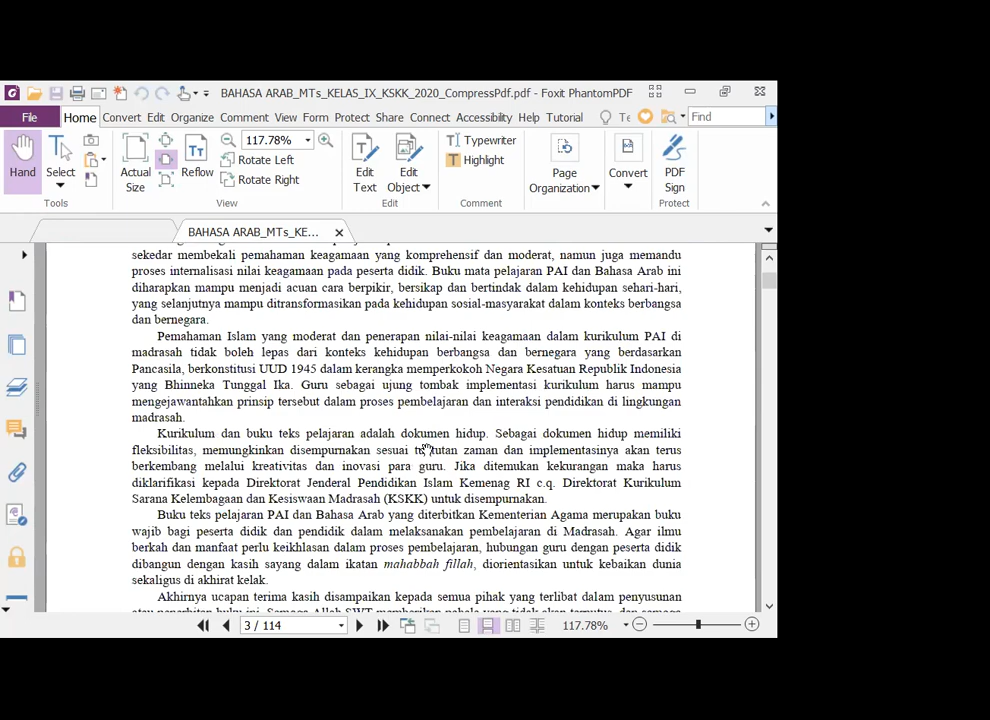 BAHASA ARAB_MTs_KELAS_IX_KSKK_2020_CompressPdf.pdf - Foxit PhantomPDF
File Home Convert Edit Organize Comment View Forms Protect Share Connect Accessibility Help Tutorial Te Find
Hand
Select
Actual Size
Reflow
117.78%
Rotate Left
Rotate Right
Edit Text
Edit Object
Typewriter
Highlight
Page Organization
Convert
PDF Sign
Tools View Edit Comment Protect
BAHASA ARAB_MTs_KE...
sekedar membekali pemahaman keagamaan yang komprehensif dan moderat, namun juga memandu
proses internalisasi nilai keagamaan pada peserta didik. Buku mata pelajaran PAI dan Bahasa Arab ini
diharapkan mampu menjadi acuan cara berpikir, bersikap dan bertindak dalam kehidupan sehari-hari,
yang selanjutnya mampu ditransformasikan pada kehidupan sosial-masyarakat dalam konteks berbangsa
dan bernegara.
Pemahaman Islam yang moderat dan penerapan nilai-nilai keagamaan dalam kurikulum PAI di
madrasah tidak boleh lepas dari konteks kehidupan berbangsa dan bernegara yang berdasarkan
Pancasila, berkonstitusi UUD 1945 dalam kerangka memperkokoh Negara Kesatuan Republik Indonesia
yang Bhinneka Tunggal Ika. Guru sebagai ujung tombak implementasi kurikulum harus mampu
mengejawantahkan prinsip tersebut dalam proses pembelajaran dan interaksi pendidikan di lingkungan
madrasah.
Kurikulum dan buku teks pelajaran adalah dokumen hidup. Sebagai dokumen hidup memiliki
fleksibilitas, memungkinkan disempurnakan sesuai tuntutan zaman dan implementasinya akan terus
berkembang melalui kreativitas dan inovasi para guru. Jika ditemukan kekurangan maka harus
diklarifikasi kepada Direktorat Jenderal Pendidikan Islam Kemenag RI c.q. Direktorat Kurikulum
Sarana Kelembagaan dan Kesiswaan Madrasah (KSKK) untuk disempurnakan.
Buku teks pelajaran PAI dan Bahasa Arab yang diterbitkan Kementerian Agama merupakan buku
wajib bagi peserta didik dan pendidik dalam melaksanakan pembelajaran di Madrasah. Agar ilmu
berkah dan manfaat perlu keikhlasan dalam proses pembelajaran, hubungan guru dengan peserta didik
dibangun dengan kasih sayang dalam ikatan mahabbah fillah, diorientasikan untuk kebaikan dunia
sekaligus di akhirat kelak.
Akhirnya ucapan terima kasih disampaikan kepada semua pihak yang terlibat dalam penyusunan
3 / 114
117.78%